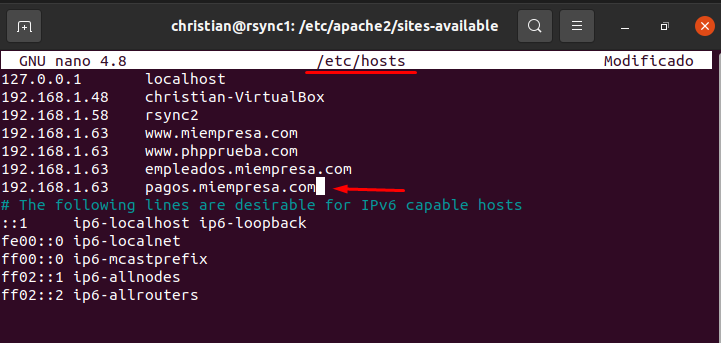 christian@rsync1: /etc/apache2/sites-available
GNU nano 4.8 /etc/hosts Modificado
127.0.0.1 localhost
192.168.1.48 christian-VirtualBox
192.168.1.58 rsync2
192.168.1.63 www.miempresa.com
192.168.1.63 www.phpprueba.com
192.168.1.63 empleados.miempresa.com
192.168.1.63 pagos.miempresa.com
# The following lines are desirable for IPv6 capable hosts
::1 ip6-localhost ip6-loopback
fe00::0 ip6-localnet
ff00::0 ip6-mcastprefix
ff02::1 ip6-allnodes
ff02::2 ip6-allrouters